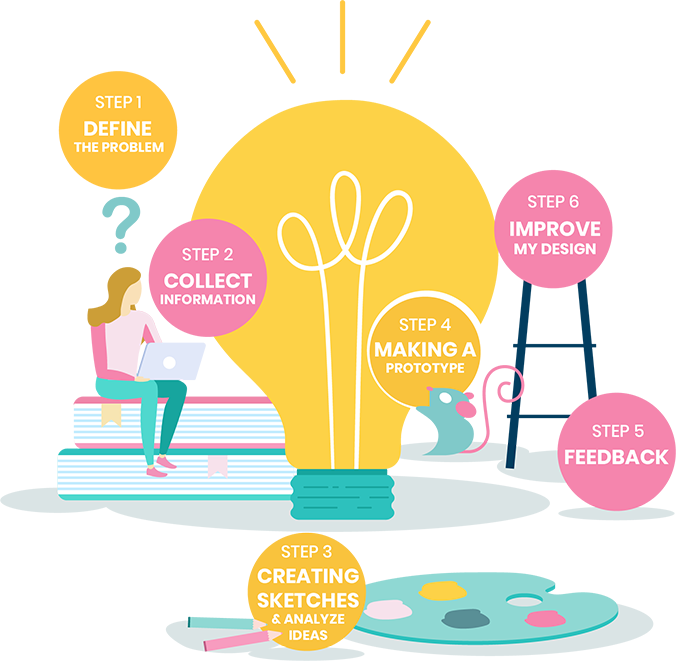 STEP 1
DEFINE
THE PROBLEM
?
STEP 2
COLLECT
INFORMATION
STEP 3
CREATING
SKETCHES
& ANALYZE
IDEAS
STEP 4
MAKING A
PROTOTYPE
STEP 5
FEEDBACK
STEP 6
IMPROVE
MY DESIGN